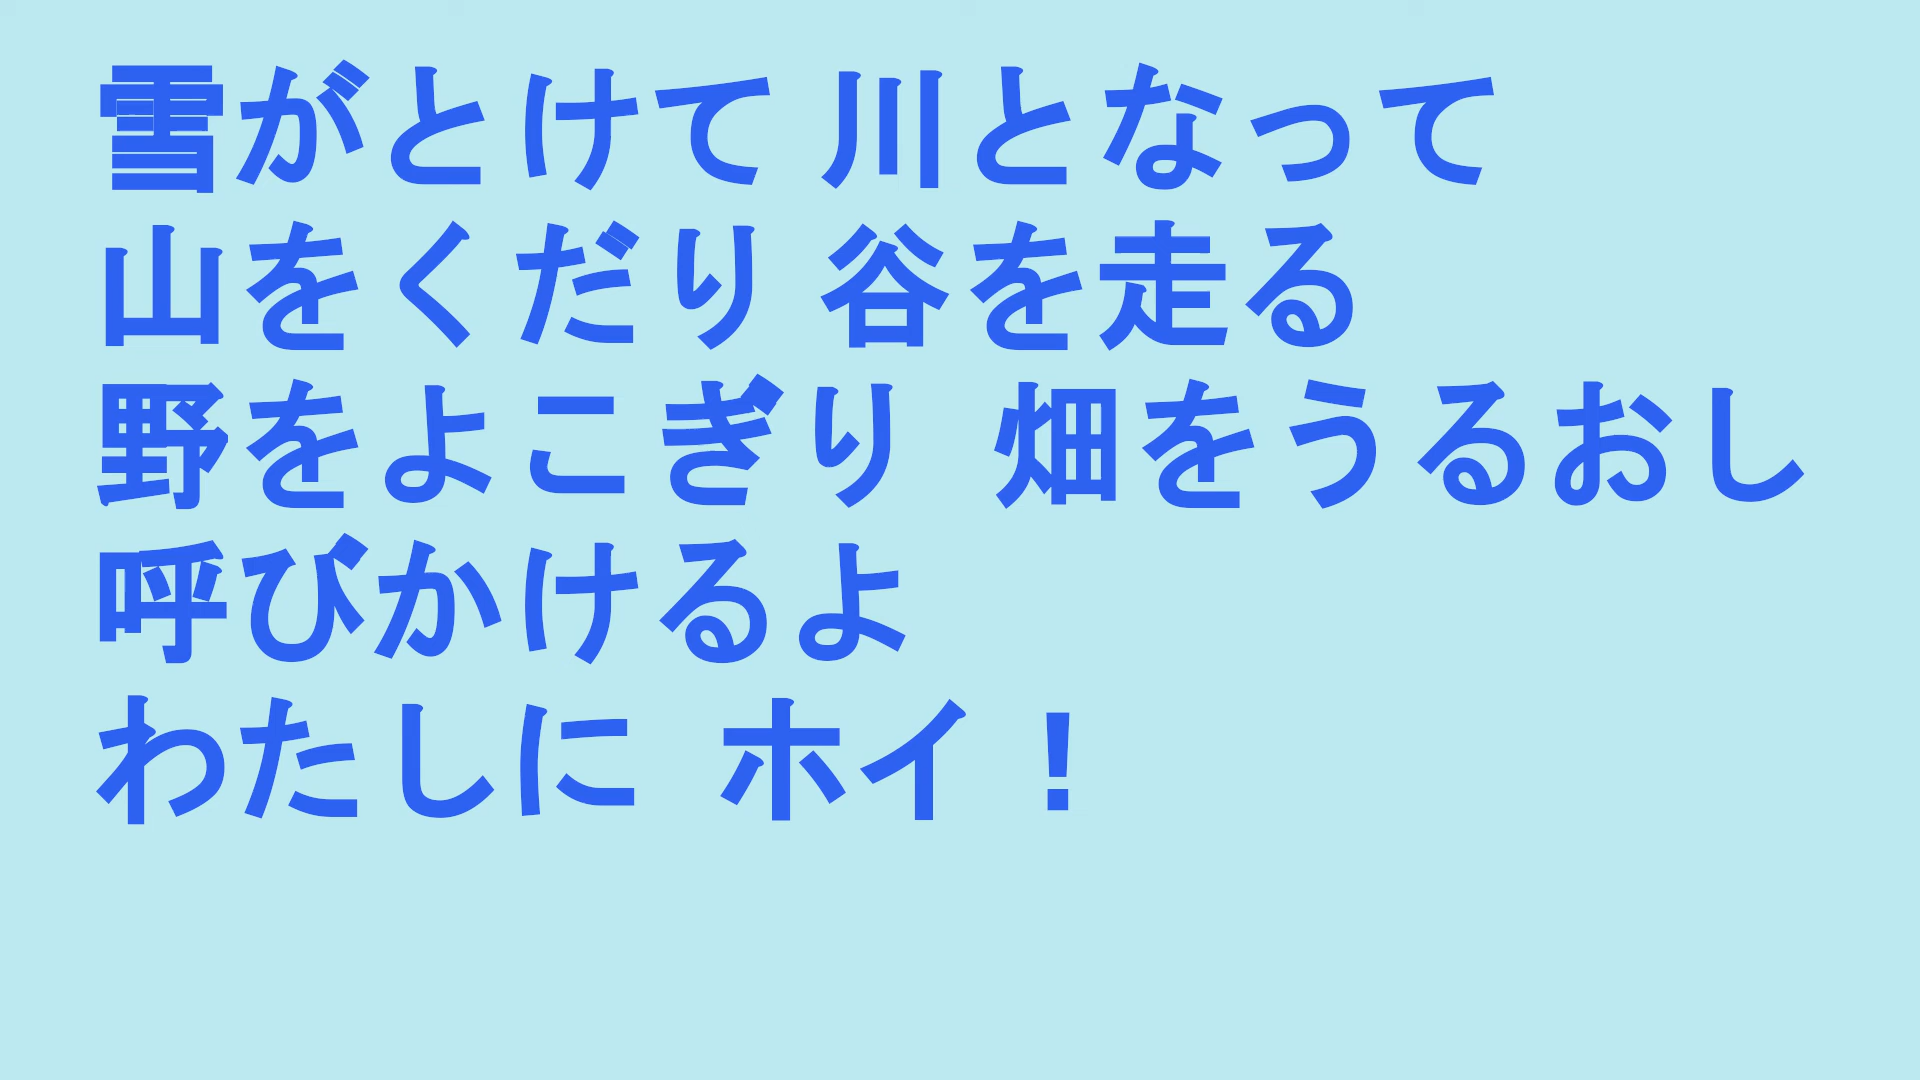 雪がとけて 川となって
山をくだり 谷を走る
野をよこぎり 畑をうるおし
呼びかけるよ
わたしに ホイ！